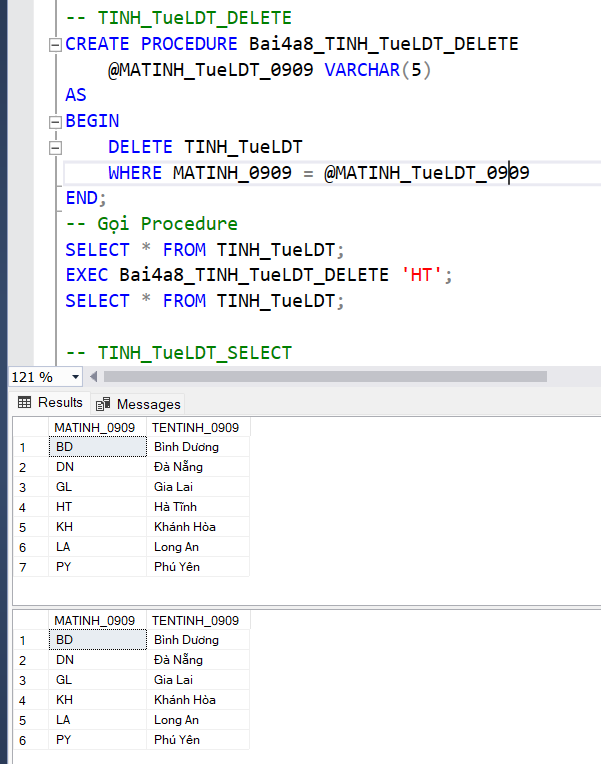 -- TINH_TueLDT_DELETE
CREATE PROCEDURE Bai4a8_TINH_TueLDT_DELETE
@MATINH_TueLDT_0909 VARCHAR(5)
AS
BEGIN
DELETE TINH_TueLDT
WHERE MATINH_0909 = @MATINH_TueLDT_0909
END;
-- Gọi Procedure
SELECT * FROM TINH_TueLDT;
EXEC Bai4a8_TINH_TueLDT_DELETE 'HT';
SELECT * FROM TINH_TueLDT;
-- TINH_TueLDT_SELECT
121 %
Results Messages
MATINH_0909 TENTINH_0909
1 BD Bình Dương
2 DN Đà Nẵng
3 GL Gia Lai
4 HT Hà Tĩnh
5 KH Khánh Hòa
6 LA Long An
7 PY Phú Yên
MATINH_0909 TENTINH_0909
1 BD Bình Dương
2 DN Đà Nẵng
3 GL Gia Lai
4 KH Khánh Hòa
5 LA Long An
6 PY Phú Yên